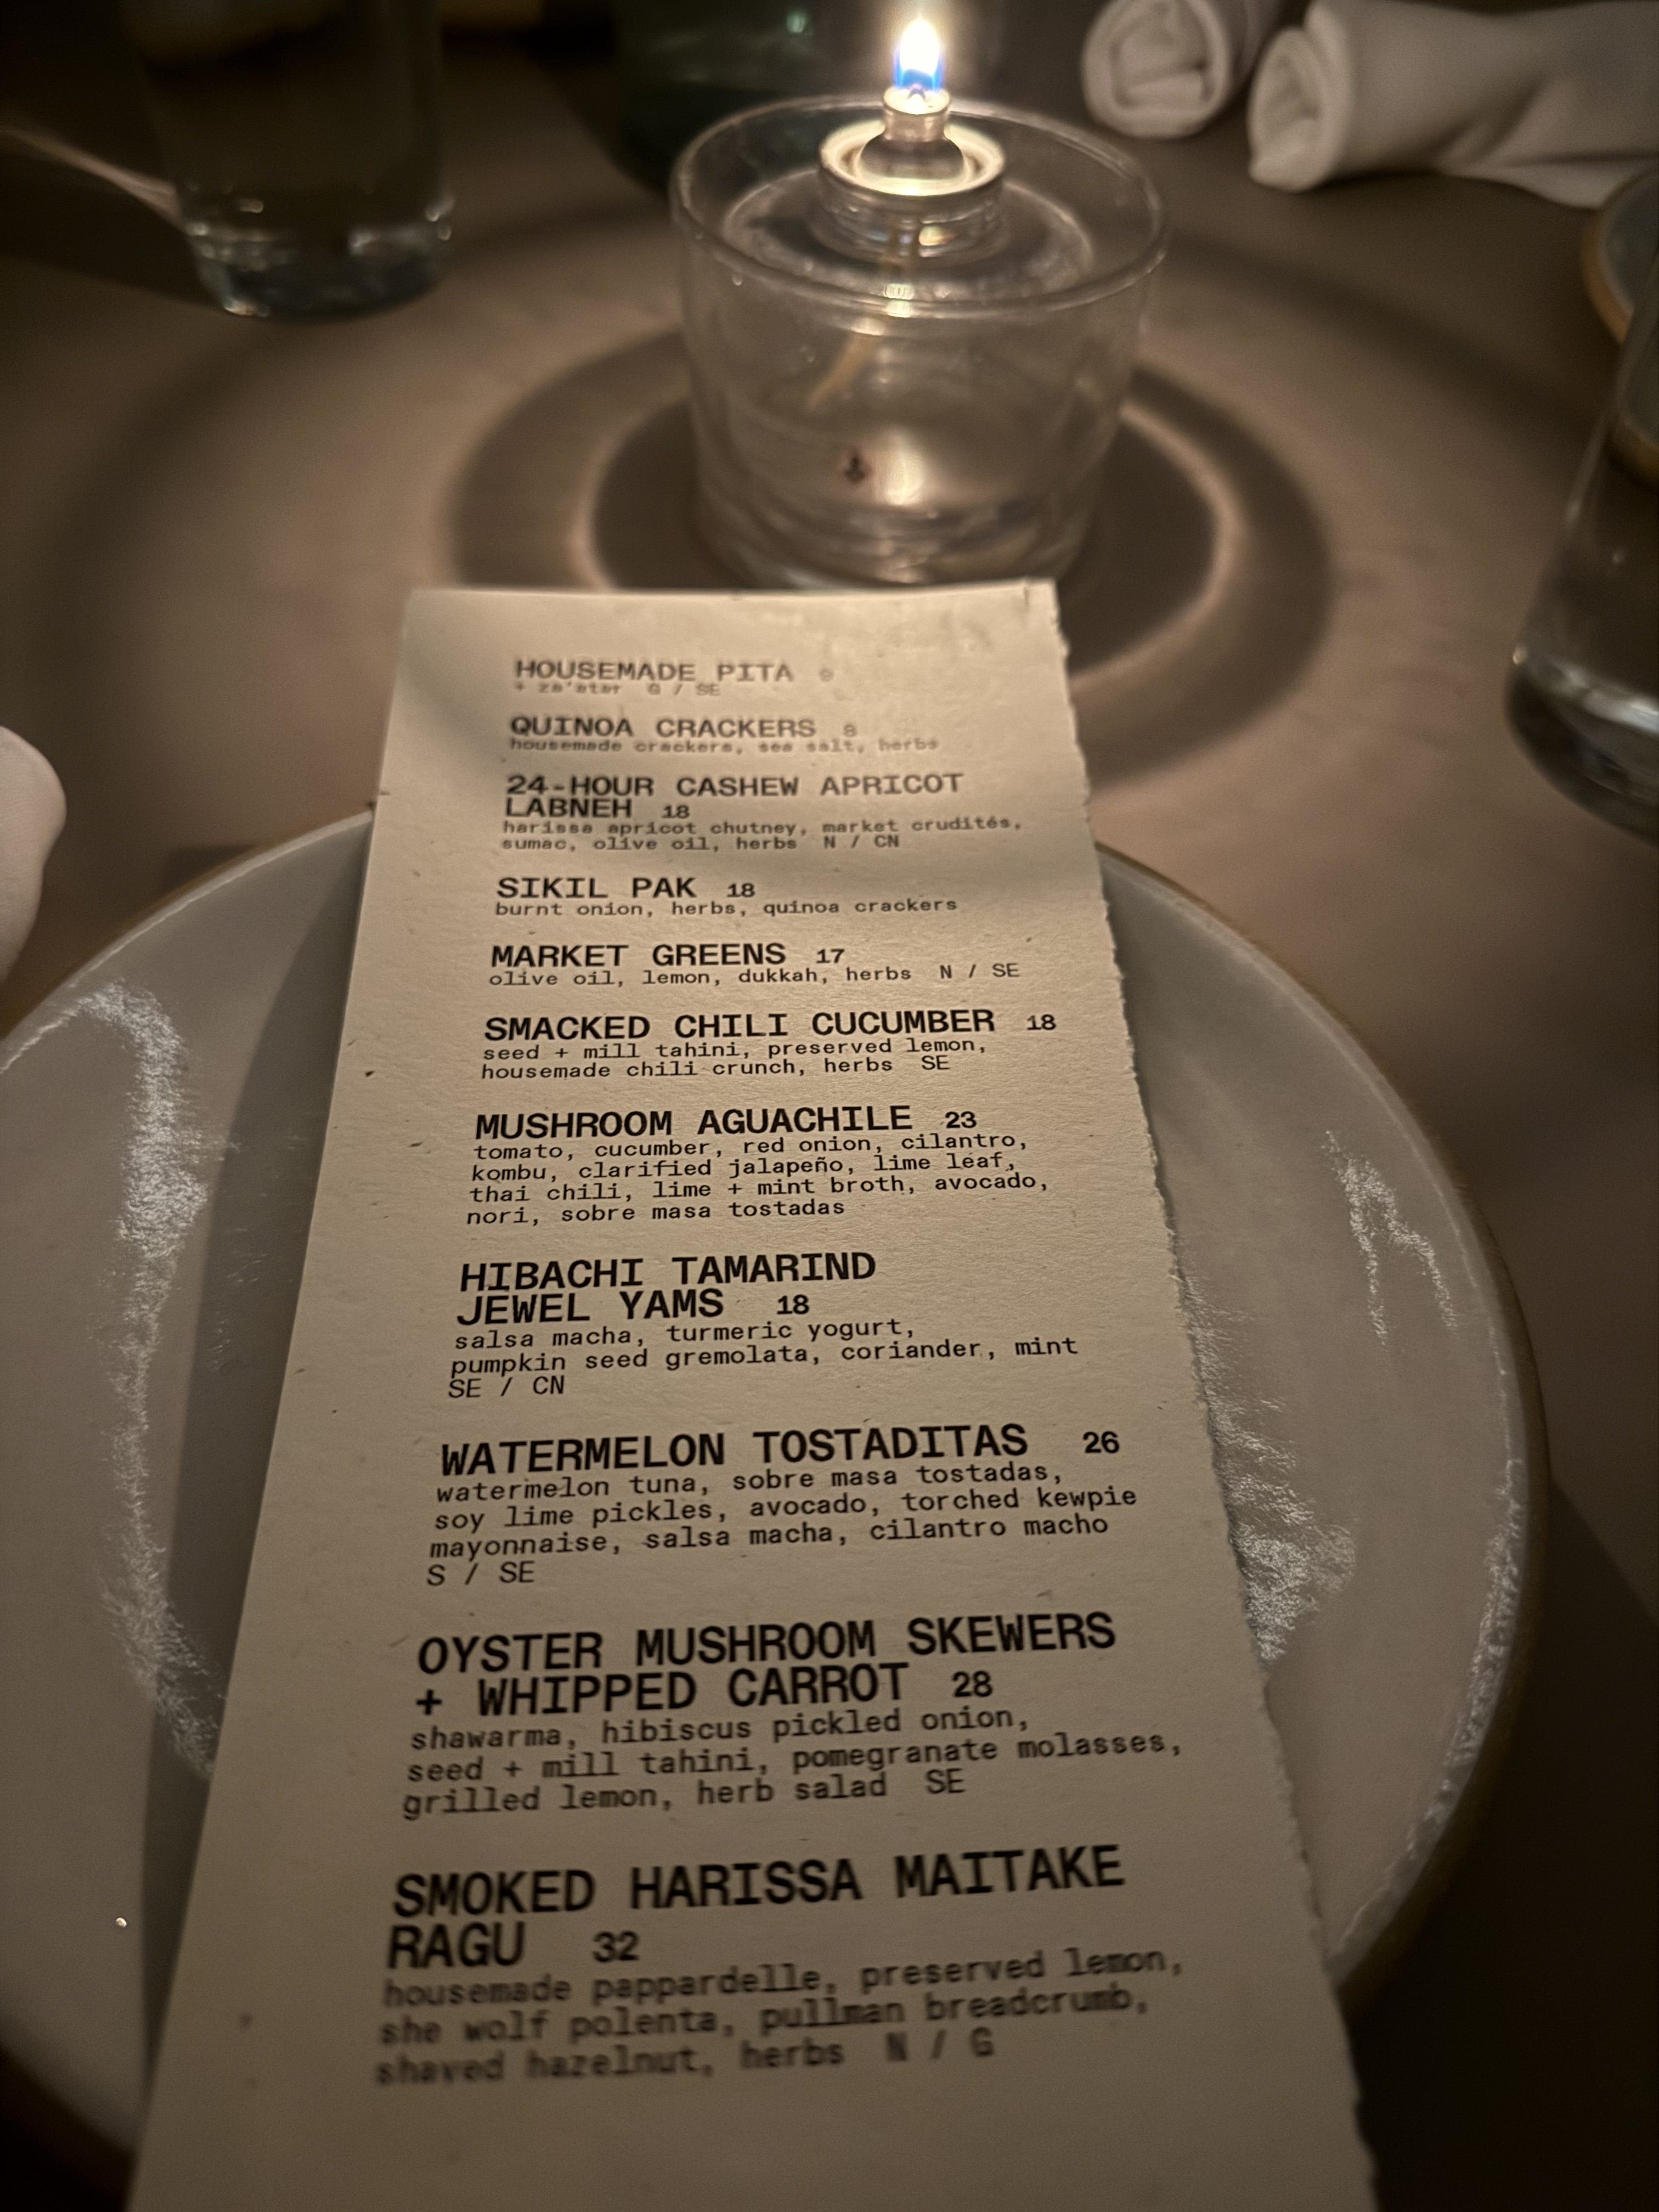 HOUSEMADE PITA
+ za'atar G / SE
QUINOA CRACKERS 8
housemade crackers, sea salt, herbs
24-HOUR CASHEW APRICOT
LABNEH 18
harissa apricot chutney, market crudités,
sumac, olive oil, herbs N / CN
SIKIL PAK 18
burnt onion, herbs, quinoa crackers
MARKET GREENS 17
olive oil, lemon, dukkah, herbs N / SE
SMACKED CHILI CUCUMBER 18
seed + mill tahini, preserved lemon,
housemade chili crunch, herbs SE
MUSHROOM AGUACHILE 23
tomato, cucumber, red onion, cilantro,
kombu, clarified jalapeño, lime leaf,
thai chili, lime + mint broth, avocado,
nori, sobre masa tostadas
HIBACHI TAMARIND
JEWEL YAMS 18
salsa macha, turmeric yogurt,
pumpkin seed gremolata, coriander, mint
SE / CN
WATERMELON TOSTADITAS 26
watermelon tuna, sobre masa tostadas,
soy lime pickles, avocado, torched kewpie
mayonnaise, salsa macha, cilantro macho
S / SE
OYSTER MUSHROOM SKEWERS
+ WHIPPED CARROT 28
shawarma, hibiscus pickled onion,
seed + mill tahini, pomegranate molasses,
grilled lemon, herb salad SE
SMOKED HARISSA MAITAKE
RAGU 32
housemade pappardelle, preserved lemon,
she wolf polenta, pullman breadcrumb,
shaved hazelnut, herbs N / G